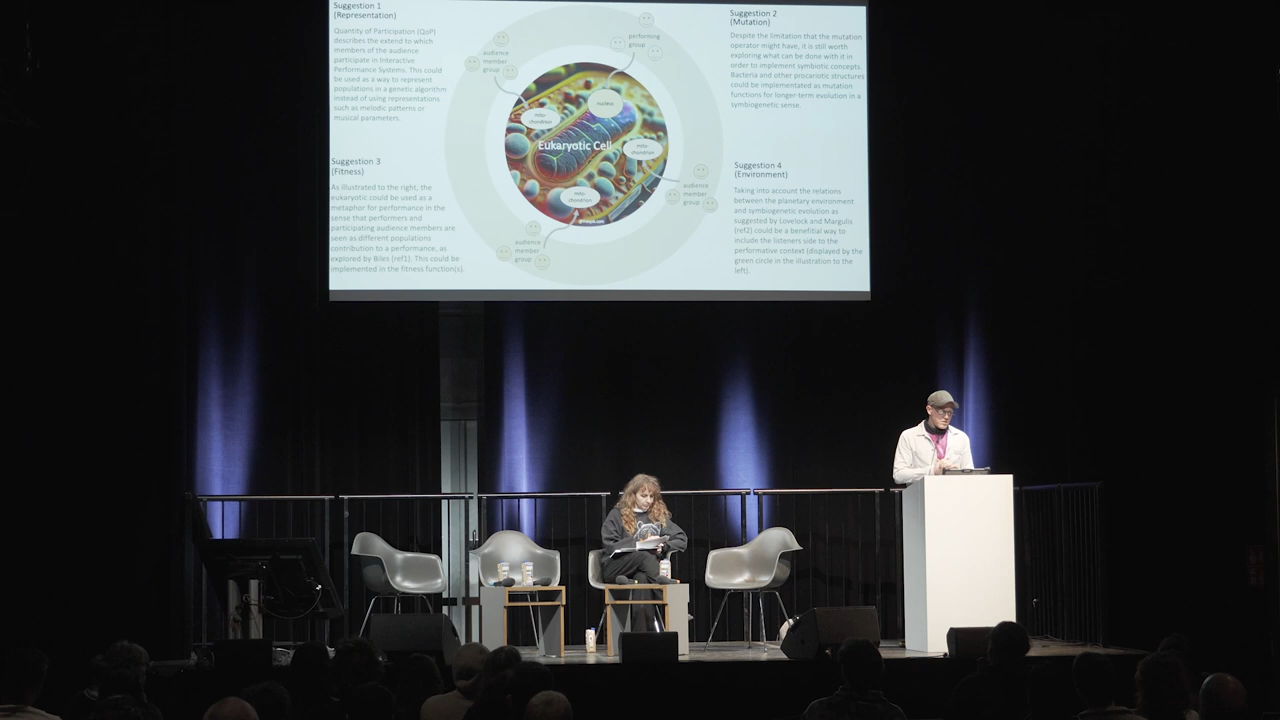 Suggestion 1
(Representation)
Quantity of Participation (QoP)
describes the extend to which
members of the audience
participate in Interactive
Performance Systems. This could
be used as a way to represent
populations in a genetic algorithm
instead of using representations
such as melodic patterns or
musical parameters.
Suggestion 3
(Fitness)
As illustrated to the right, the
eukaryotic could be used as a
metaphor for performance in the
sense that performers and
participating audience members are
seen as different populations
contribution to a performance, as
explored by Biles (ref1). This could be
implemented in the fitness function(s).
performing
group
audience
member
group
nucleus
mito-
chondrion
Eukaryotic Cell
mito-
chondrion
mito-
chondrion
audience
member
group
audience
member
group
Suggestion 2
(Mutation)
Despite the limitation that the mutation
operator might have, it is still worth
exploring what can be done with it in
order to implement symbiotic concepts.
Bacteria and other procariotic structures
could be implemented as mutation
functions for longer-term evolution in a
symbiogenetic sense.
Suggestion 4
(Environment)
Taking into account the relations
between the planetary environment
and symbiogenetic evolution as
suggested by Lovelock and Margulis
(ref2) could be a benefitial way to
include the listeners side to the
performative context (displayed by the
green circle in the illustration to the
left).